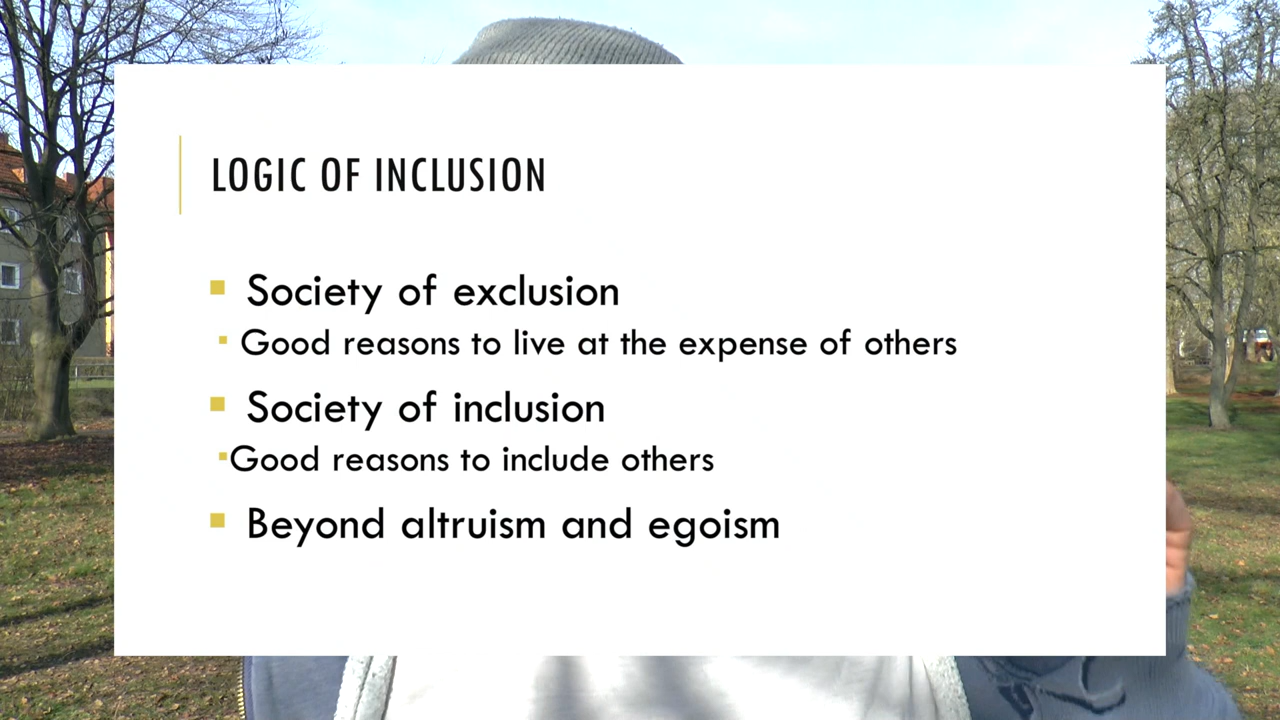 LOGIC OF INCLUSION
Society of exclusion
Good reasons to live at the expense of others
Society of inclusion
Good reasons to include others
Beyond altruism and egoism